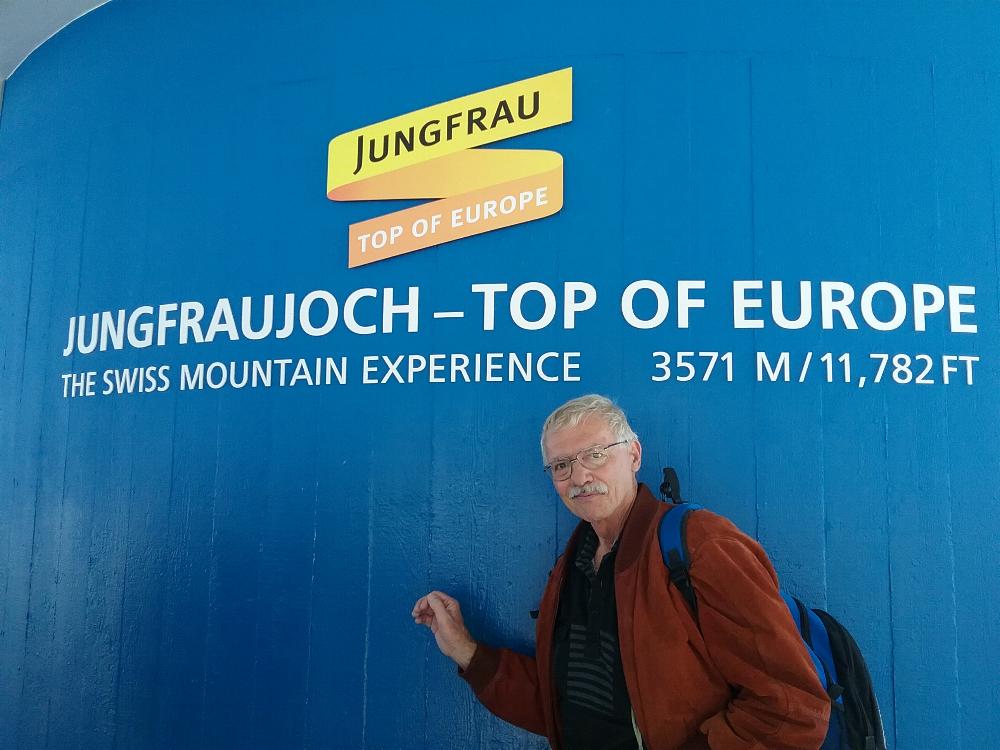 JUNGFRAU
TOP OF EUROPE
JUNGFRAUJOCH – TOP OF EUROPE
THE SWISS MOUNTAIN EXPERIENCE 3571 M / 11,782 FT